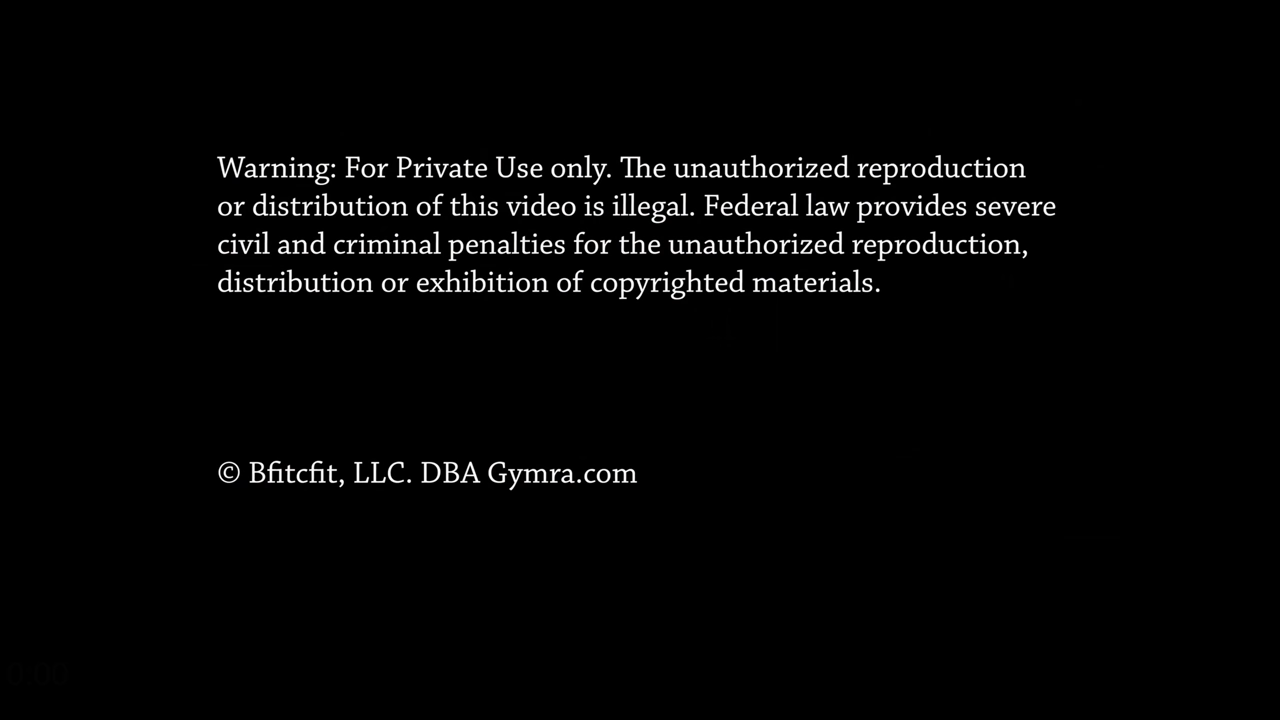 Warning: For Private Use only. The unauthorized reproduction
or distribution of this video is illegal. Federal law provides severe
civil and criminal penalties for the unauthorized reproduction,
distribution or exhibition of copyrighted materials.
© Bfitcfit, LLC. DBA Gymra.com
0.00